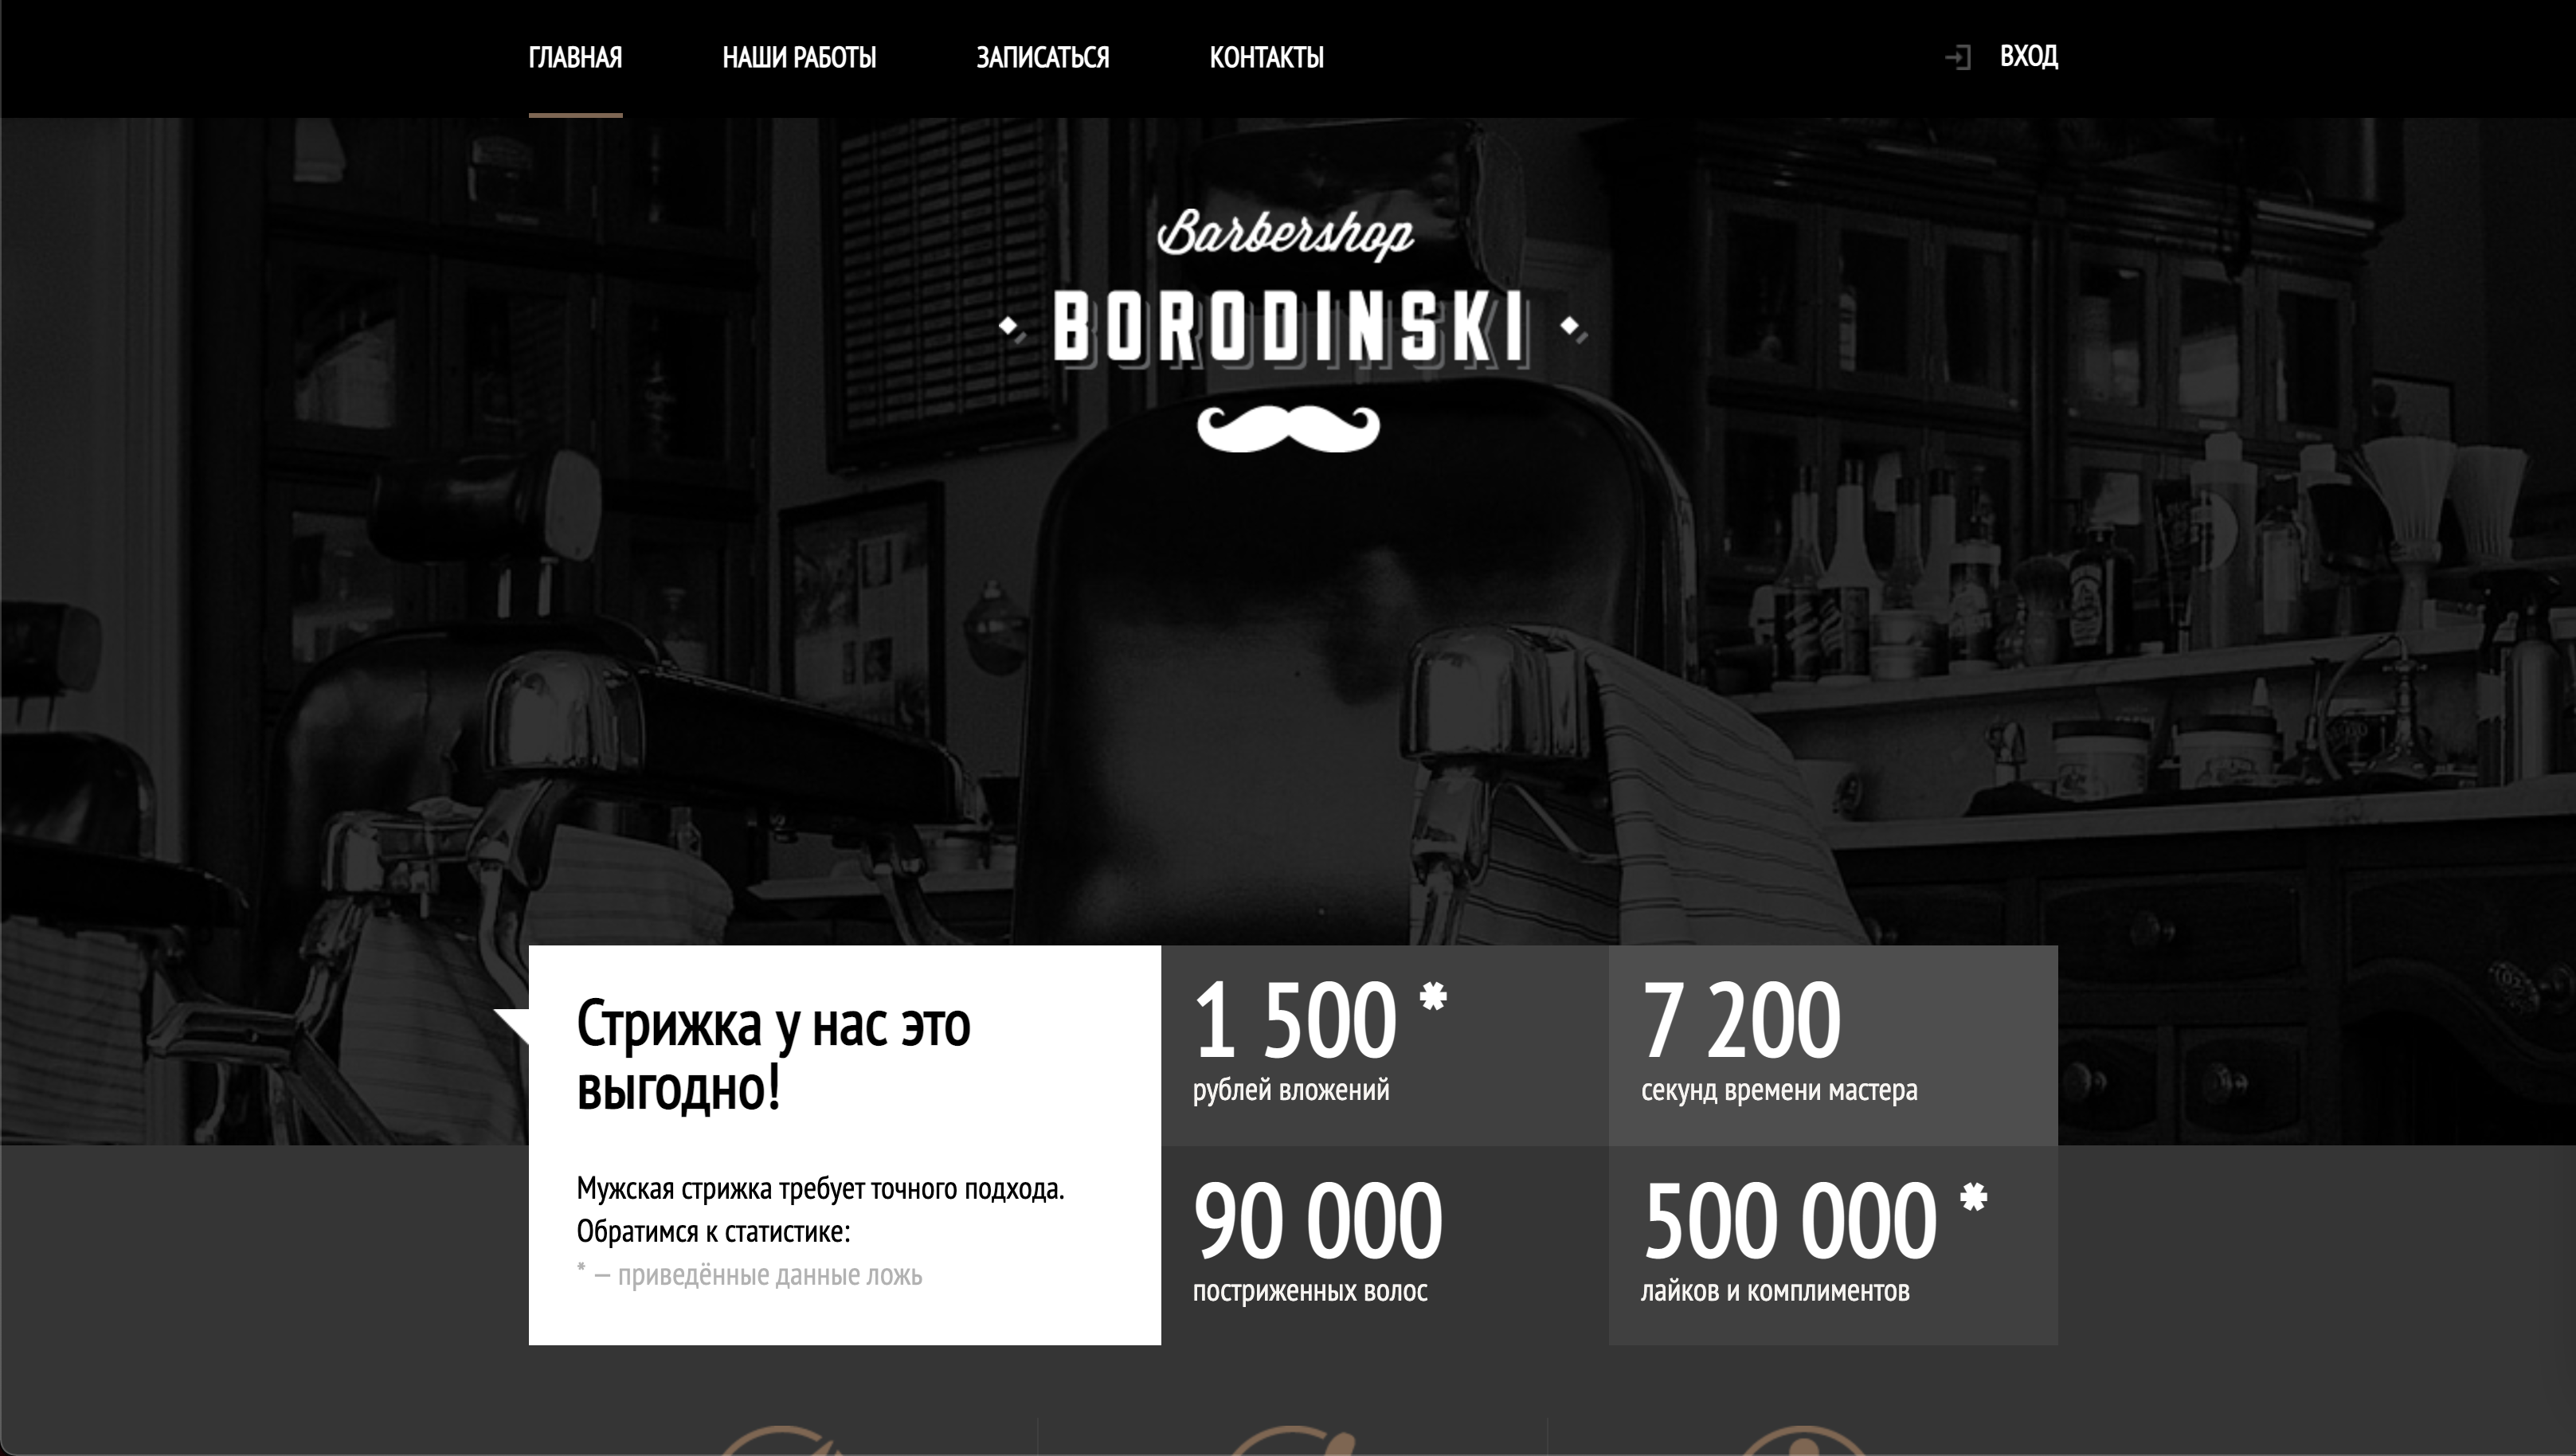 ГЛАВНАЯ НАШИ РАБОТЫ ЗАПИСАТЬСЯ КОНТАКТЫ ВХОД
Barbershop
BORODINSKI
Стрижка у нас это
выгодно!
Мужская стрижка требует точного подхода.
Обратимся к статистике:
* — приведённые данные ложь
1 500 *
рублей вложений
7 200
секунд времени мастера
90 000
постриженных волос
500 000 *
лайков и комплиментов